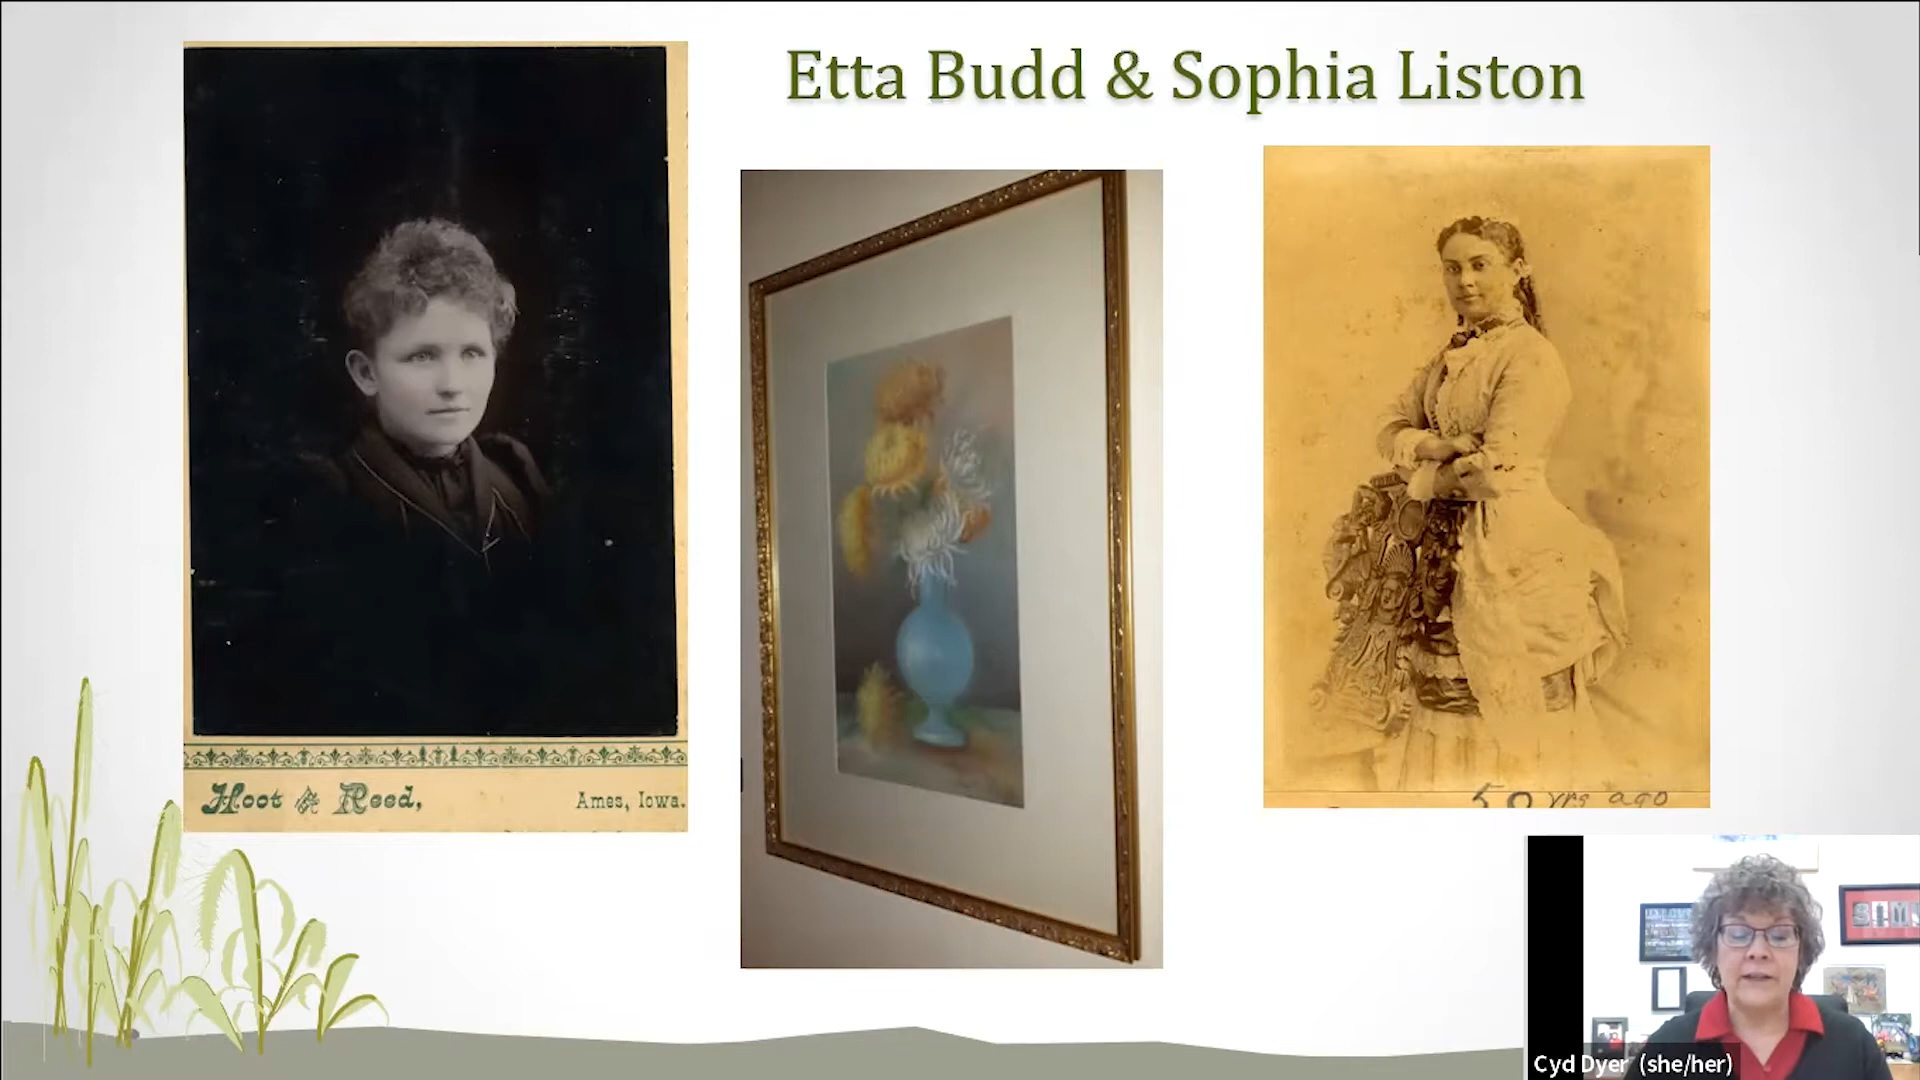 Etta Budd & Sophia Liston
Hoot & Reed,
Ames, Iowa.
50 yrs ago
Cyd Dyer (she/her)